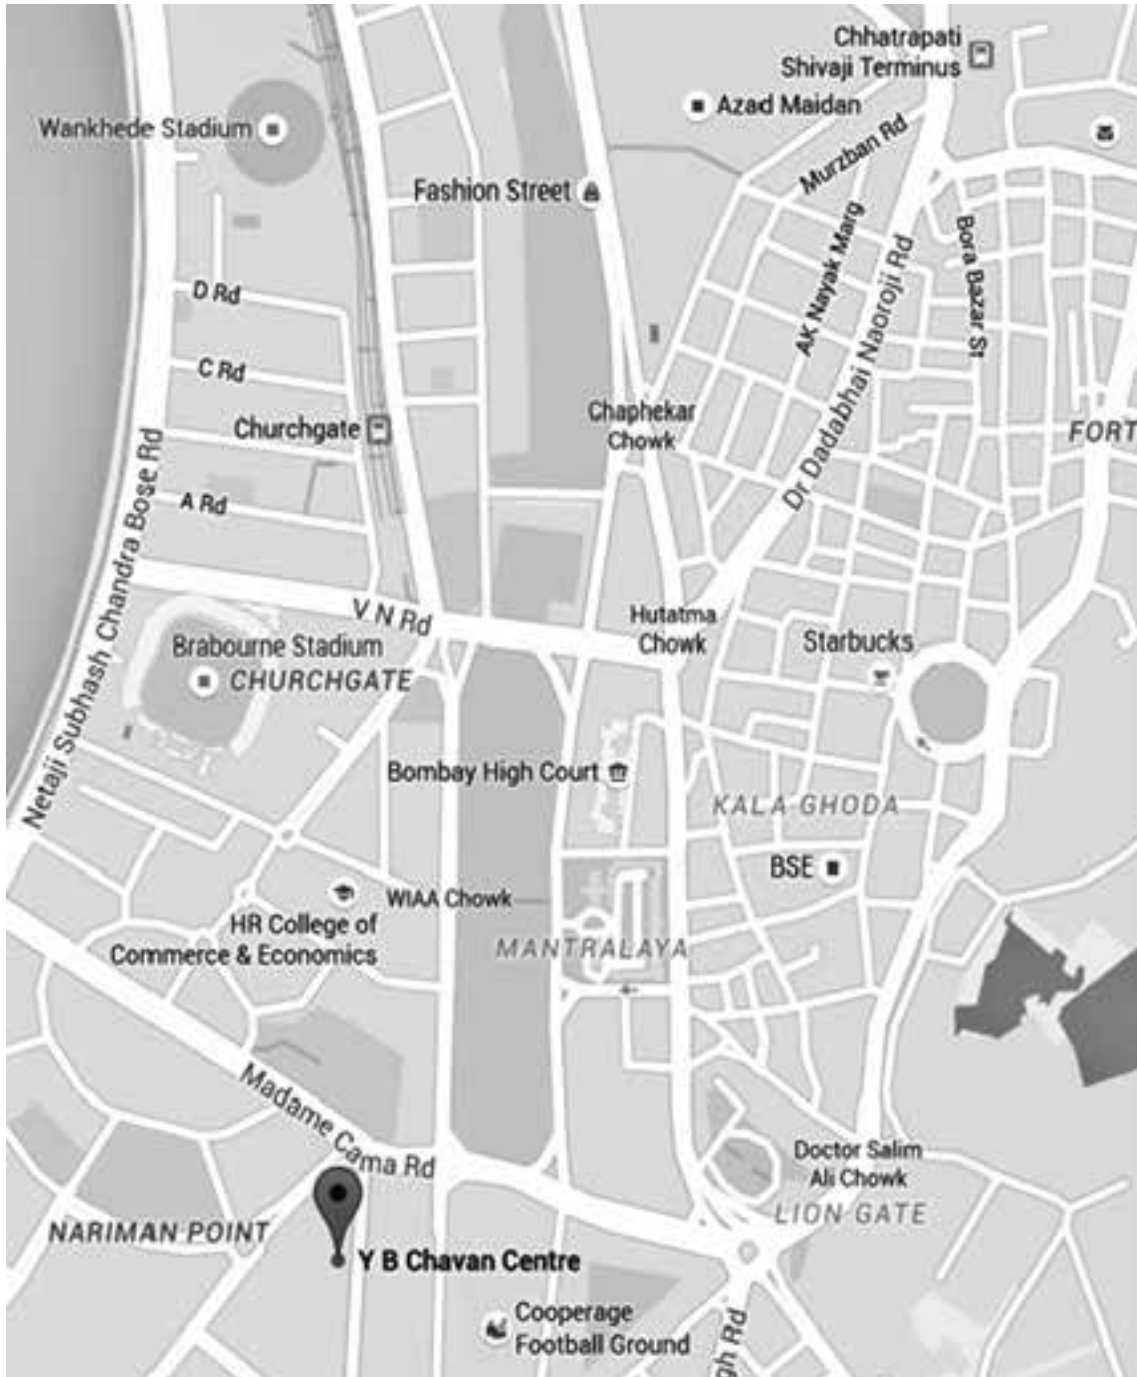 Chhatrapati
Shivaji Terminus
Azad Maidan
Wankhede Stadium
Murzban Rd
Fashion Street
AK Nayak Marg
Bora Bazar St
Dr Dadabhai Naoroji Rd
D Rd
C Rd
Chaphekar
Chowk
Churchgate
FORT
A Rd
Netaji Subhash Chandra Bose Rd
V N Rd
Hutatma
Chowk
Starbucks
Brabourne Stadium
CHURCHGATE
Bombay High Court
KALA GHODA
BSE
WIAA Chowk
HR College of
Commerce & Economics
MANTRALAYA
Madame Cama Rd
Doctor Salim
Ali Chowk
LION GATE
NARIMAN POINT
Y B Chavan Centre
Cooperage
Football Ground
gh Rd